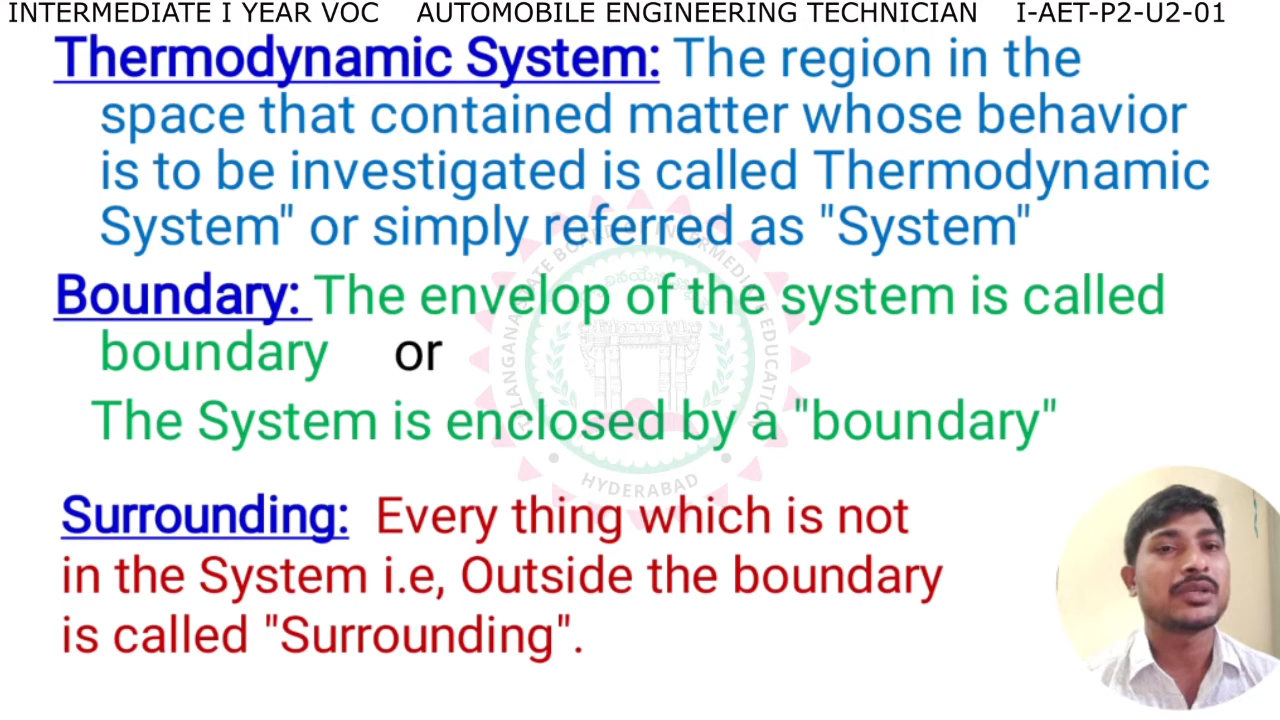 INTERMEDIATE I YEAR VOC AUTOMOBILE ENGINEERING TECHNICIAN I-AET-P2-U2-01
Thermodynamic System: The region in the
space that contained matter whose behavior
is to be investigated is called Thermodynamic
System" or simply referred as "System"
Boundary: The envelop of the system is called
boundary or
The System is enclosed by a "boundary"
Surrounding: Every thing which is not
in the System i.e, Outside the boundary
is called "Surrounding".
HYDERABAD